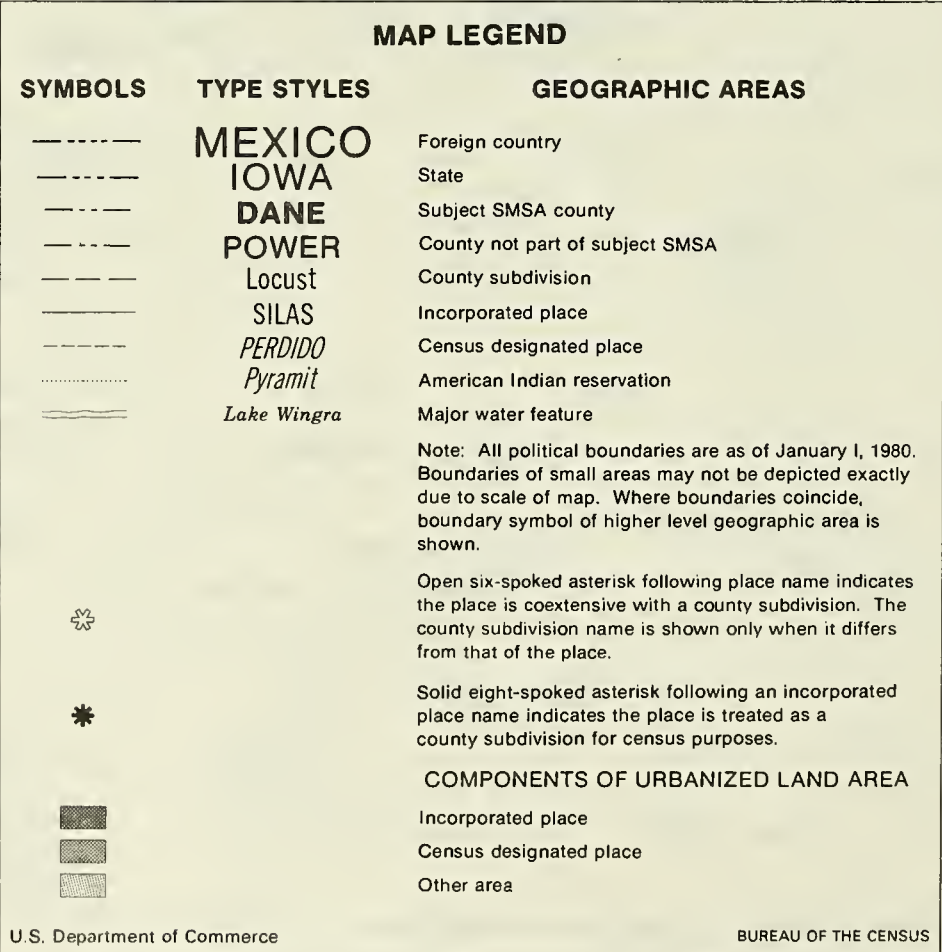 MAP LEGEND
SYMBOLS TYPE STYLES GEOGRAPHIC AREAS
MEXICO Foreign country
IOWA State
DANE Subject SMSA county
POWER County not part of subject SMSA
Locust County subdivision
SILAS Incorporated place
PERDIDO Census designated place
Pyramit American Indian reservation
Lake Wingra Major water feature
Note: All political boundaries are as of January I, 1980.
Boundaries of small areas may not be depicted exactly
due to scale of map. Where boundaries coincide,
boundary symbol of higher level geographic area is
shown.
Open six-spoked asterisk following place name indicates
the place is coextensive with a county subdivision. The
county subdivision name is shown only when it differs
from that of the place.
Solid eight-spoked asterisk following an incorporated
place name indicates the place is treated as a
county subdivision for census purposes.
COMPONENTS OF URBANIZED LAND AREA
Incorporated place
Census designated place
Other area
U.S. Department of Commerce BUREAU OF THE CENSUS